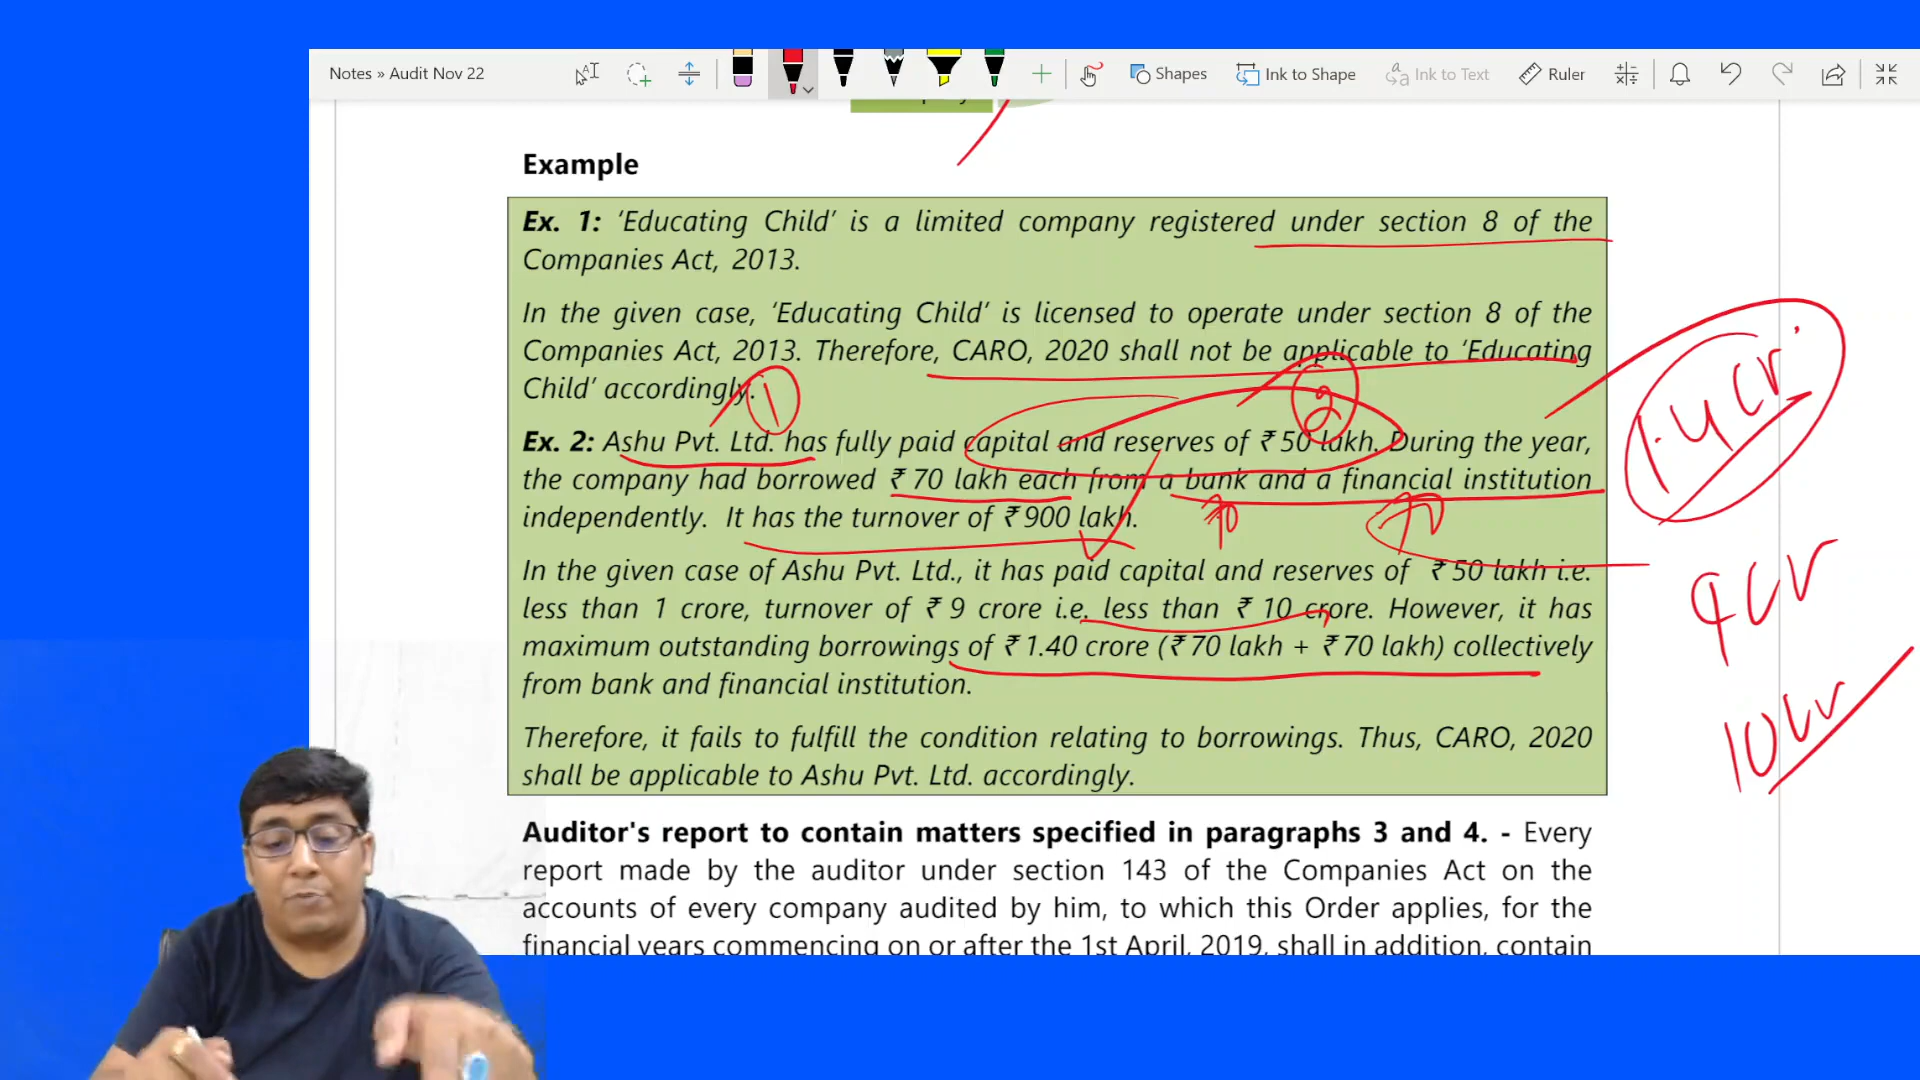 Notes » Audit Nov 22
Shapes
Ink to Shape
Ink to Text
Ruler
Example
Ex. 1: ‘Educating Child’ is a limited company registered under section 8 of the
Companies Act, 2013.
In the given case, ‘Educating Child’ is licensed to operate under section 8 of the
Companies Act, 2013. Therefore, CARO, 2020 shall not be applicable to ‘Educating
Child’ accordingly.
1
2
1.4 cr.
Ex. 2: Ashu Pvt. Ltd. has fully paid capital and reserves of ₹ 50 lakh. During the year,
the company had borrowed ₹ 70 lakh each from a bank and a financial institution
independently. It has the turnover of ₹ 900 lakh.
70
70
In the given case of Ashu Pvt. Ltd., it has paid capital and reserves of ₹ 50 lakh i.e.
less than 1 crore, turnover of ₹ 9 crore i.e. less than ₹ 10 crore. However, it has
9 cr
maximum outstanding borrowings of ₹ 1.40 crore (₹ 70 lakh + ₹ 70 lakh) collectively
from bank and financial institution.
10 cr
Therefore, it fails to fulfill the condition relating to borrowings. Thus, CARO, 2020
shall be applicable to Ashu Pvt. Ltd. accordingly.
Auditor's report to contain matters specified in paragraphs 3 and 4. - Every
report made by the auditor under section 143 of the Companies Act on the
accounts of every company audited by him, to which this Order applies, for the
financial years commencing on or after the 1st April, 2019, shall in addition, contain